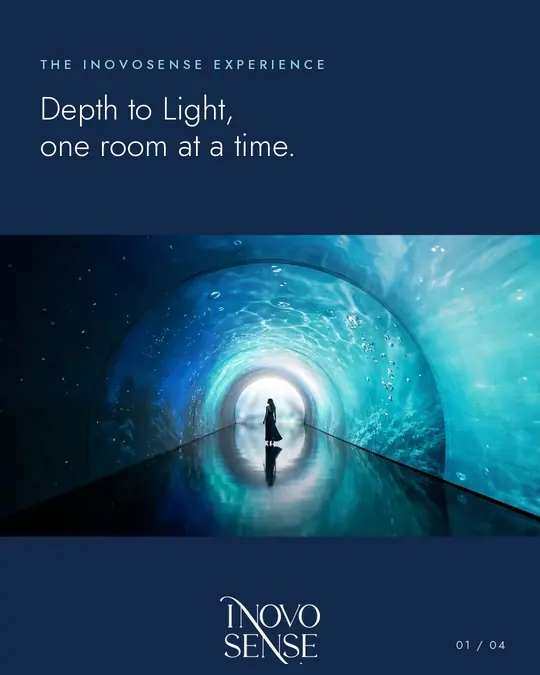 THE INOVOSENSE EXPERIENCE
Depth to Light,
one room at a time.
INOVO
SENSE
01 / 04